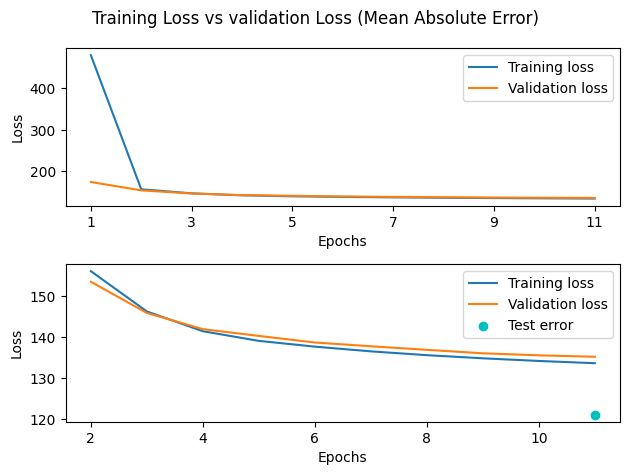 Training Loss vs validation Loss (Mean Absolute Error)
400
300
200
Loss
Training loss
Validation loss
1 3 5 7 9 11
Epochs
150
140
130
120
Loss
Training loss
Validation loss
Test error
2 4 6 8 10
Epochs